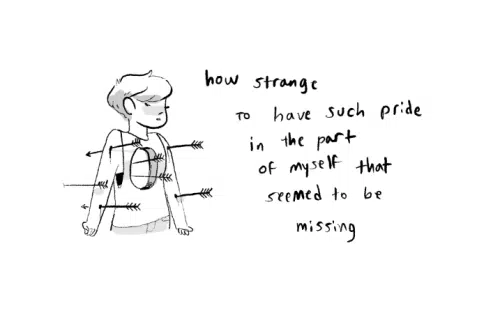 how strange
to have such pride
in the part
of myself that
seemed to be
missing